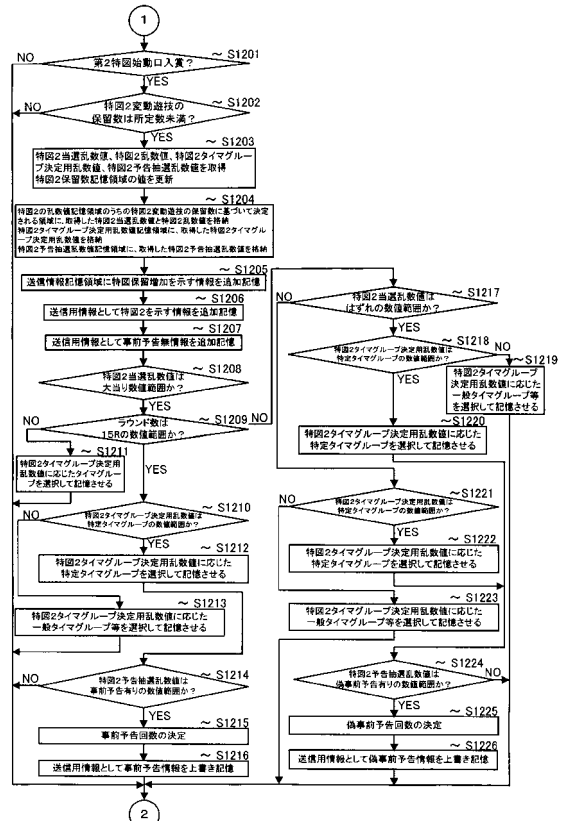 1
～ S1201
NO
第2特図始動口入賞？
YES
～ S1202
NO
特図2変動遊技の
保留数は所定数未満？
YES
～ S1203
特図2当選乱数値、特図2乱数値、特図2タイマグルー
プ決定用乱数値、特図2予告抽選乱数値を取得
特図2保留数記憶領域の値を更新
～ S1204
特図2の乱数値記憶領域のうちの特図2変動遊技の保留数に基づいて決定
される領域に、取得した特図2当選乱数値と特図2乱数値を格納
特図2タイマグループ決定用乱数値記憶領域に、取得した特図2タイマグル
ープ決定用乱数値を格納
特図2予告抽選乱数値記憶領域に、取得した特図2予告抽選乱数値を格納
～ S1205
送信情報記憶領域に特図保留増加を示す情報を追加記憶
～ S1206
送信用情報として特図2を示す情報を追加記憶
～ S1207
送信用情報として事前予告無情報を追加記憶
～ S1208
特図2当選乱数値は
大当り数値範囲か？
NO
YES
～ S1209
NO
ラウンド数は
15Rの数値範囲か？
YES
～ S1211
特図2タイマグループ決定用
乱数値に応じたタイマグルー
プを選択して記憶させる
～ S1210
NO
特図2タイマグループ決定用乱数値は
特定タイマグループの数値範囲か？
YES
～ S1212
特図2タイマグループ決定用乱数値に応じた
特定タイマグループを選択して記憶させる
～ S1213
特図2タイマグループ決定用乱数値に応じた
一般タイマグループ等を選択して記憶させる
～ S1214
NO
特図2予告抽選乱数値は
事前予告有りの数値範囲か？
YES
～ S1215
事前予告回数の決定
～ S1216
送信用情報として事前予告情報を上書き記憶
2
～ S1217
NO
特図2当選乱数値は
はずれの数値範囲か？
YES
～ S1218
特図2タイマグループ決定用乱数値は
特定タイマグループの数値範囲か？
NO
YES
～ S1219
特図2タイマグループ
決定用乱数値に応じた
一般タイマグループ等
を選択して記憶させる
～ S1220
特図2タイマグループ決定用乱数値に応じた
特定タイマグループを選択して記憶させる
～ S1221
NO
特図2タイマグループ決定用乱数値は
特定タイマグループの数値範囲か？
YES
～ S1222
特図2タイマグループ決定用乱数値に応じた
特定タイマグループを選択して記憶させる
～ S1223
特図2タイマグループ決定用乱数値に応じた
一般タイマグループ等を選択して記憶させる
～ S1224
特図2予告抽選乱数値は
偽事前予告有りの数値範囲か？
NO
YES
～ S1225
偽事前予告回数の決定
～ S1226
送信用情報として偽事前予告情報を上書き記憶